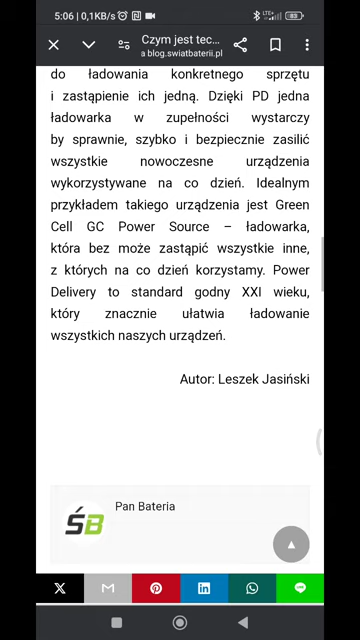 5:06 | 0,1KB/s
Czym jest tec...
a blog.swiatbaterii.pl
do ładowania konkretnego sprzętu
i zastąpienie ich jedną. Dzięki PD jedna
ładowarka w zupełności wystarczy
by sprawnie, szybko i bezpiecznie zasilić
wszystkie nowoczesne urządzenia
wykorzystywane na co dzień. Idealnym
przykładem takiego urządzenia jest Green
Cell GC Power Source – ładowarka,
która bez może zastąpić wszystkie inne,
z których na co dzień korzystamy. Power
Delivery to standard godny XXI wieku,
który znacznie ułatwia ładowanie
wszystkich naszych urządzeń.
Autor: Leszek Jasiński
ŚB
Pan Bateria